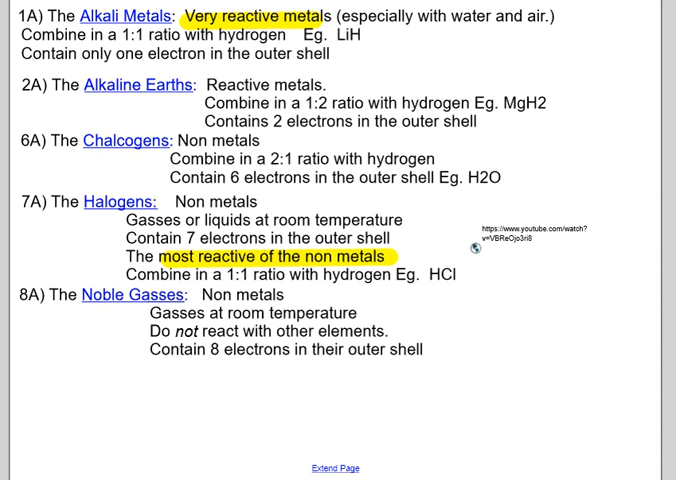 1A) The Alkali Metals: Very reactive metals (especially with water and air.)
Combine in a 1:1 ratio with hydrogen Eg. LiH
Contain only one electron in the outer shell
2A) The Alkaline Earths: Reactive metals.
Combine in a 1:2 ratio with hydrogen Eg. MgH2
Contains 2 electrons in the outer shell
6A) The Chalcogens: Non metals
Combine in a 2:1 ratio with hydrogen
Contain 6 electrons in the outer shell Eg. H2O
7A) The Halogens: Non metals
Gasses or liquids at room temperature
Contain 7 electrons in the outer shell
The most reactive of the non metals
Combine in a 1:1 ratio with hydrogen Eg. HCl
https://www.youtube.com/watch?
v=VBReOjo3ri8
8A) The Noble Gasses: Non metals
Gasses at room temperature
Do not react with other elements.
Contain 8 electrons in their outer shell
Extend Page